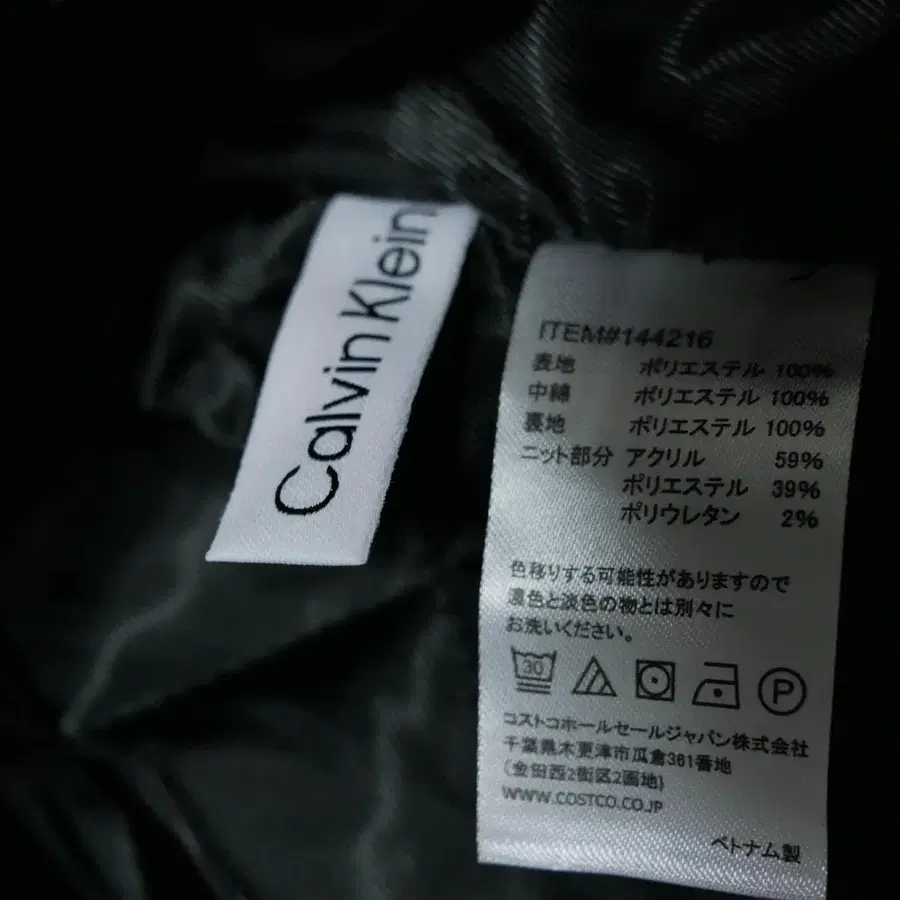 Calvin Klein
ITEM#144216
表地 ポリエステル 100%
中綿 ポリエステル 100%
裏地 ポリエステル 100%
ニット部分 アクリル 59%
ポリエステル 39%
ポリウレタン 2%
色移りする可能性がありますので
濃色と淡色の物とは別々に
お洗いください。
30
P
コストコホールセールジャパン株式会社
千葉県木更津市瓜倉361番地
(金田西2街区2画地)
WWW.COSTCO.CO.JP
ベトナム製